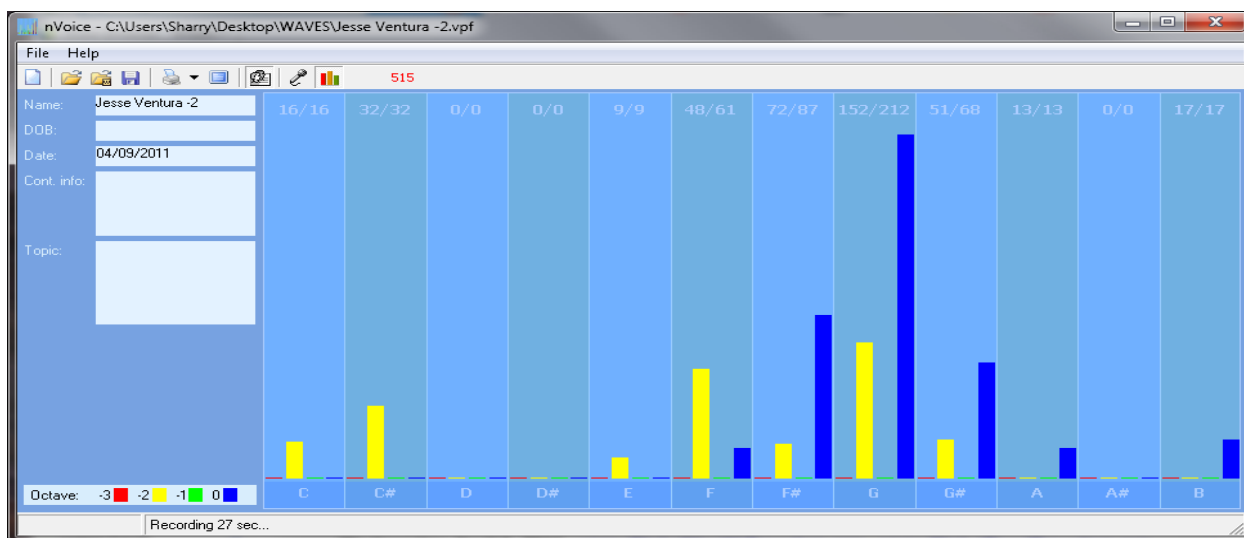 nVoice - C:\Users\Sharry\Desktop\WAVES\Jesse Ventura -2.vpf
File Help
515
Name: Jesse Ventura -2
DOB:
Date: 04/09/2011
Cont. info:
Topic:
16/16 32/32 0/0 0/0 9/9 48/61 72/87 152/212 51/68 13/13 0/0 17/17
Octave: -3 -2 -1 0
C C# D D# E F F# G G# A A# B
Recording 27 sec...